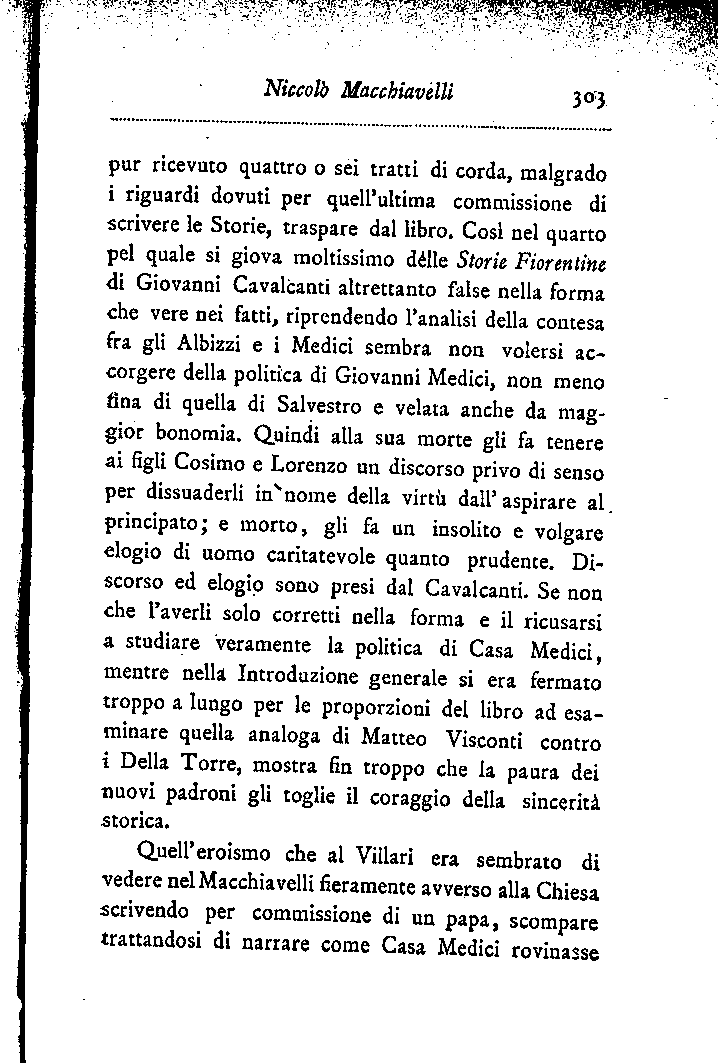 Niccolò Macchiavelli 303
pur ricevuto quattro o sei tratti di corda, malgrado
i riguardi dovuti per quell'ultima commissione di
scrivere le Storie, traspare dal libro. Così nel quarto
pel quale si giova moltissimo delle Storie Fiorentine
di Giovanni Cavalcanti altrettanto false nella forma
che vere nei fatti, riprendendo l'analisi della contesa
fra gli Albizzi e i Medici sembra non volersi ac-
corgere della politica di Giovanni Medici, non meno
fina di quella di Salvestro e velata anche da mag-
gior bonomia. Quindi alla sua morte gli fa tenere
ai figli Cosimo e Lorenzo un discorso privo di senso
per dissuaderli in nome della virtù dall' aspirare al
principato; e morto, gli fa un insolito e volgare
elogio di uomo caritatevole quanto prudente. Di-
scorso ed elogio sono presi dal Cavalcanti. Se non
che l'averli solo corretti nella forma e il ricusarsi
a studiare veramente la politica di Casa Medici,
mentre nella Introduzione generale si era fermato
troppo a lungo per le proporzioni del libro ad esa-
minare quella analoga di Matteo Visconti contro
i Della Torre, mostra fin troppo che la paura dei
nuovi padroni gli toglie il coraggio della sincerità
storica.
Quell'eroismo che al Villari era sembrato di
vedere nel Macchiavelli fieramente avverso alla Chiesa
scrivendo per commissione di un papa, scompare
trattandosi di narrare come Casa Medici rovinasse